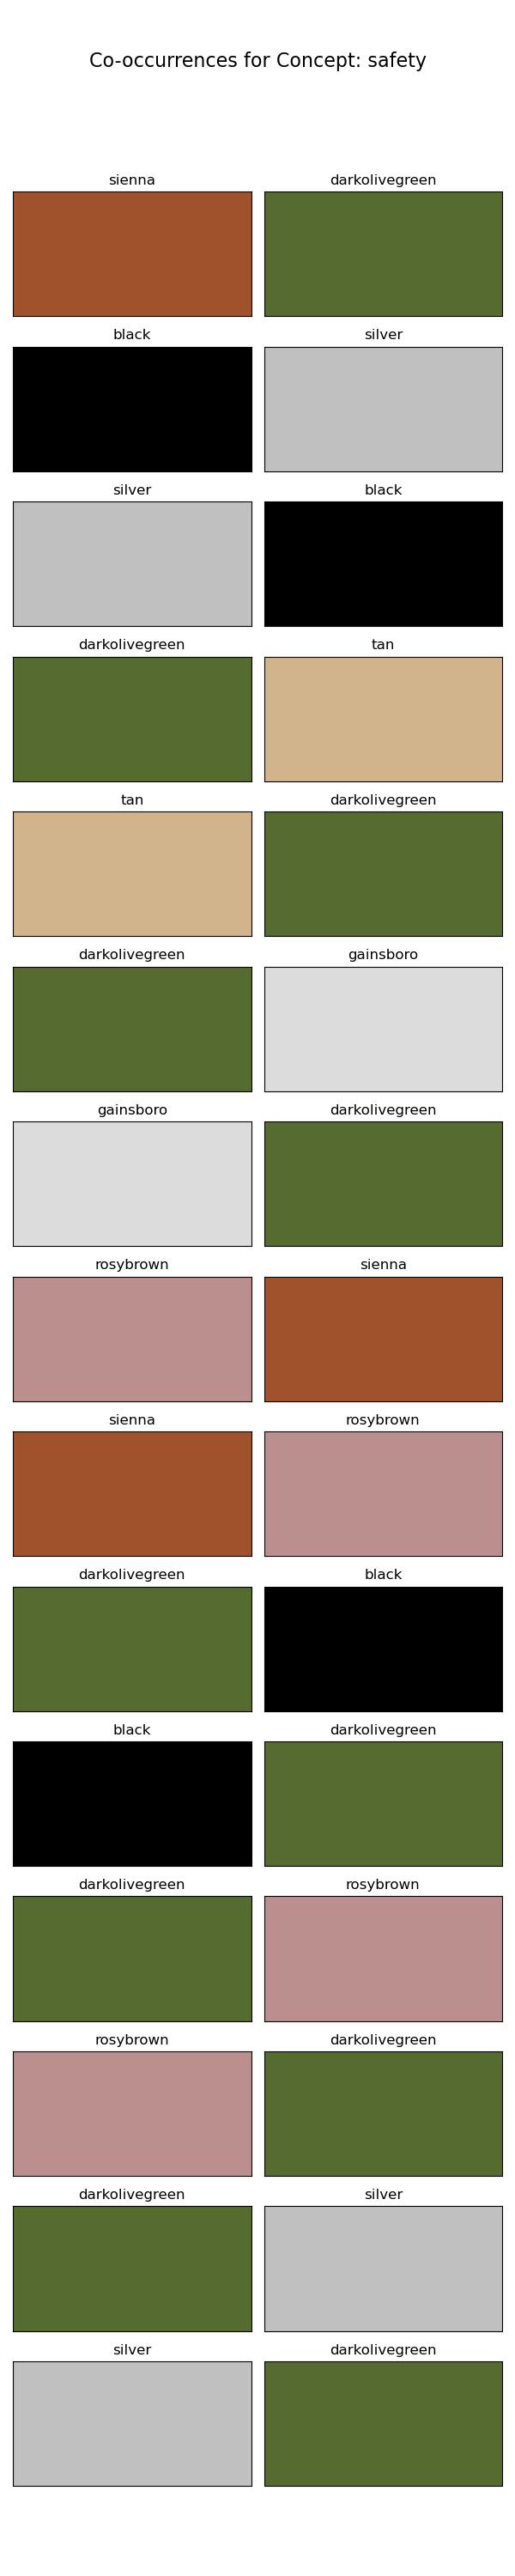 Co-occurrences for Concept: safety
sienna darkolivegreen
black silver
silver black
darkolivegreen tan
tan darkolivegreen
darkolivegreen gainsboro
gainsboro darkolivegreen
rosybrown sienna
sienna rosybrown
darkolivegreen black
black darkolivegreen
darkolivegreen rosybrown
rosybrown darkolivegreen
darkolivegreen silver
silver darkolivegreen